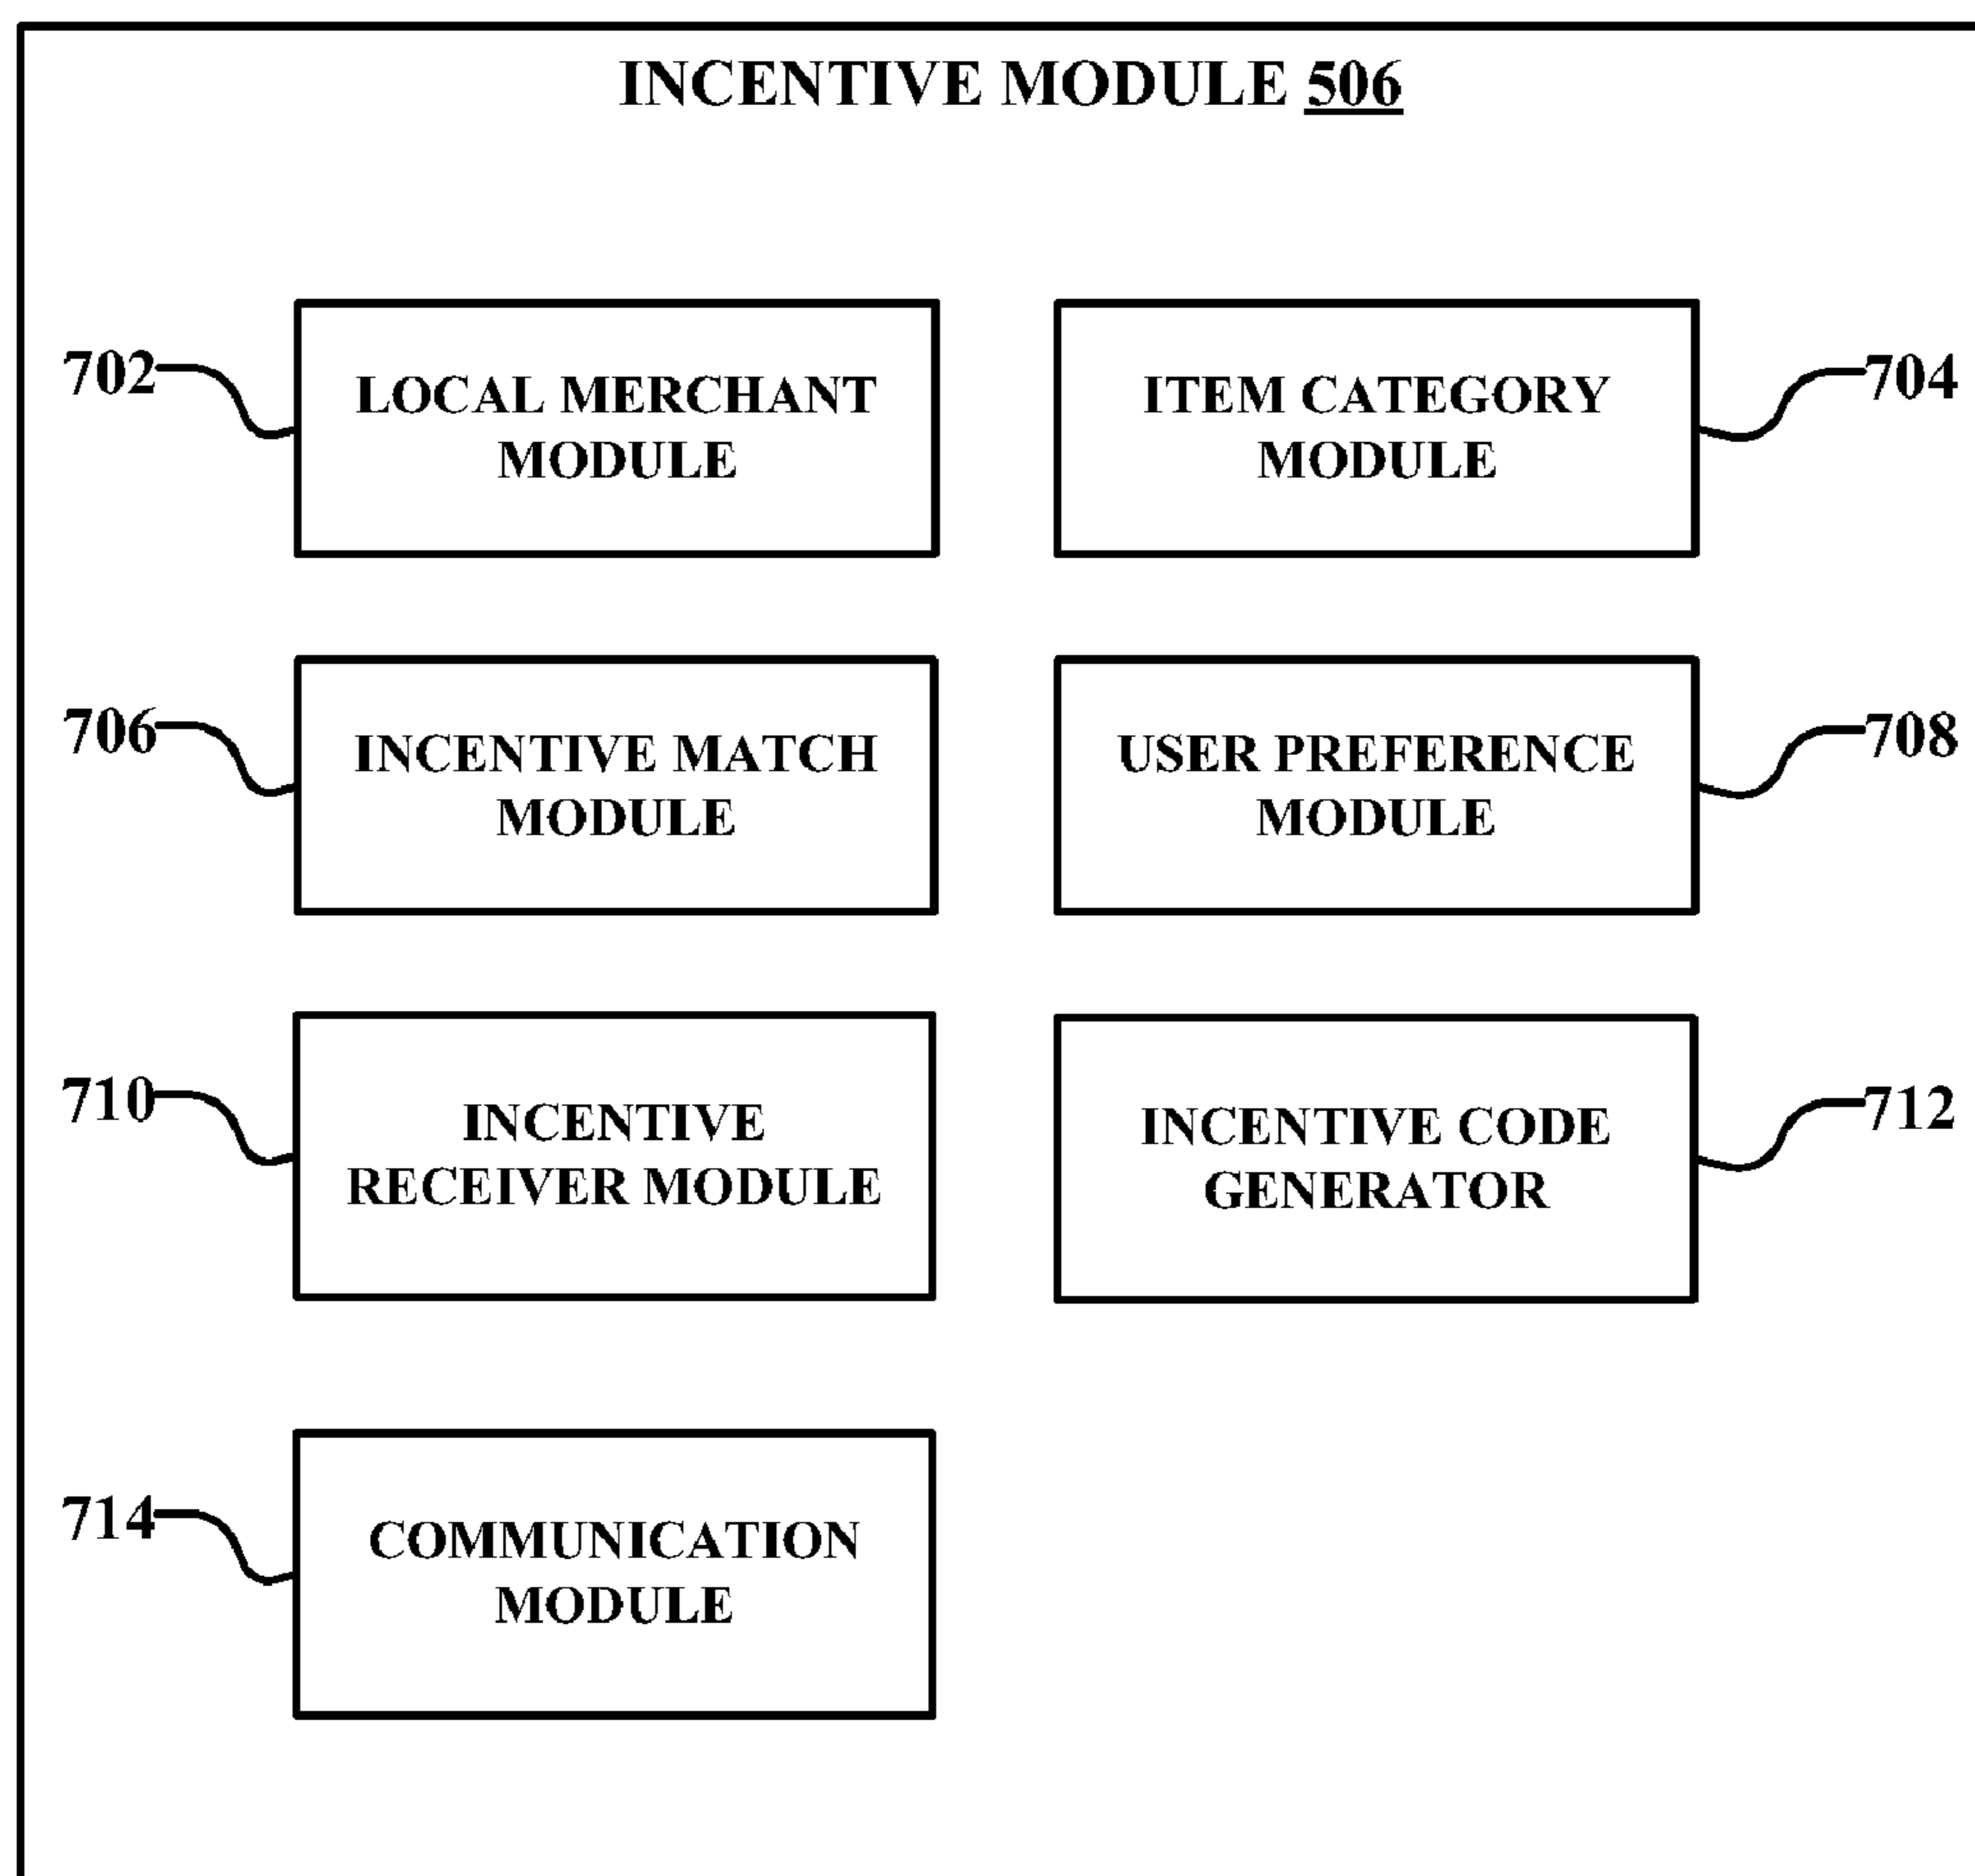 INCENTIVE MODULE 506
702
LOCAL MERCHANT
MODULE
ITEM CATEGORY
MODULE
704
706
INCENTIVE MATCH
MODULE
USER PREFERENCE
MODULE
708
710
INCENTIVE
RECEIVER MODULE
INCENTIVE CODE
GENERATOR
712
714
COMMUNICATION
MODULE